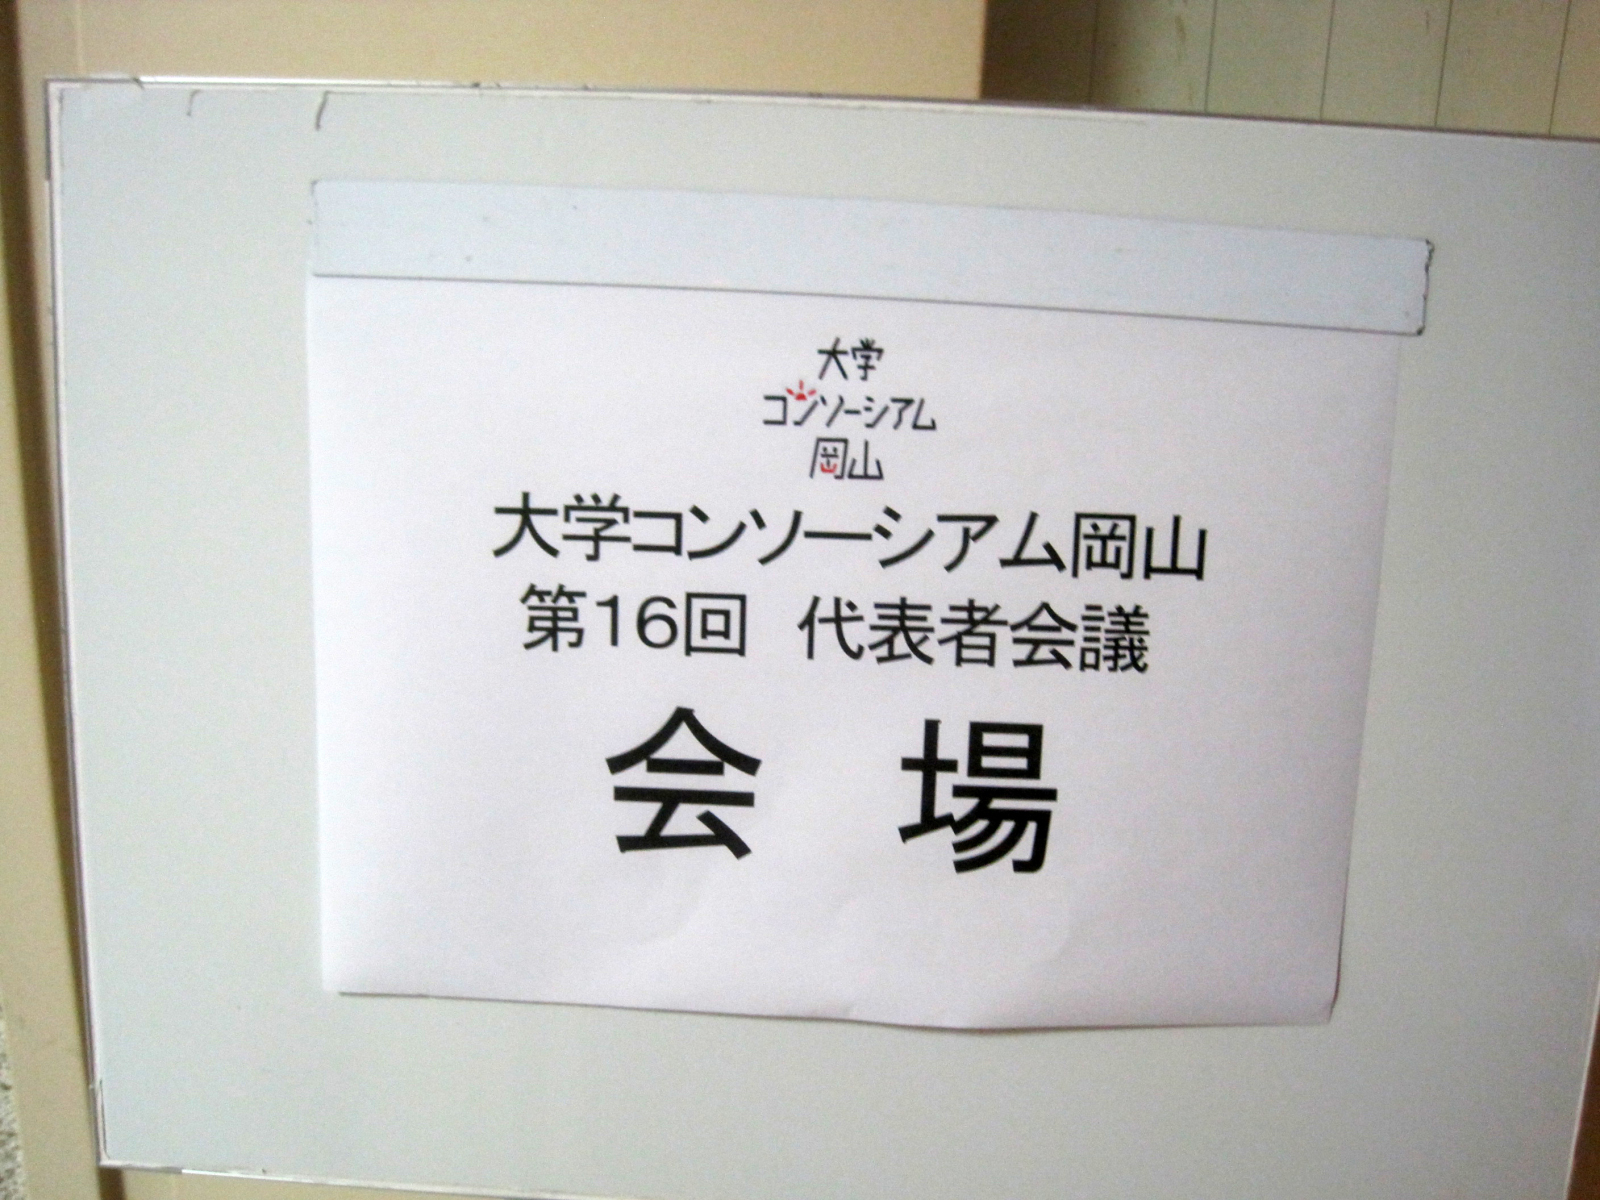 大学
コンソーシアム
岡山
大学コンソーシアム岡山
第16回　代表者会議
会　場